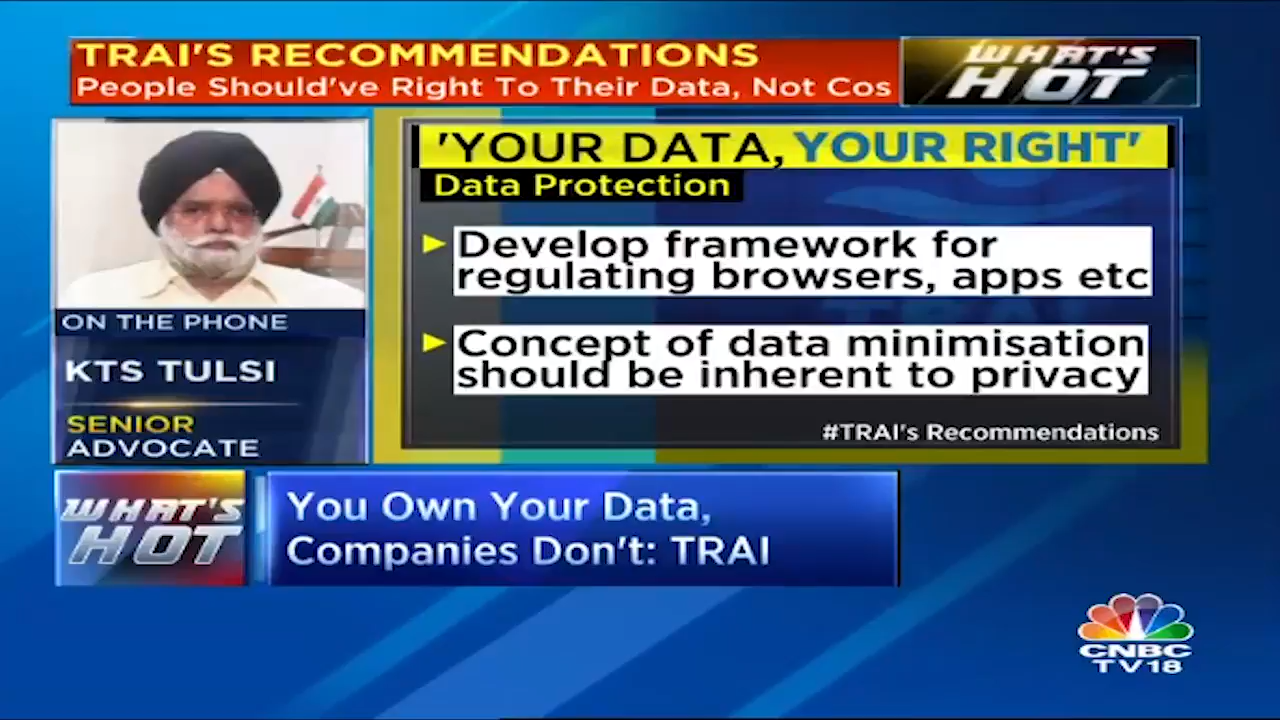 TRAI'S RECOMMENDATIONS
People Should've Right To Their Data, Not Cos
WHAT'S
HOT
'YOUR DATA, YOUR RIGHT'
Data Protection
Develop framework for
regulating browsers, apps etc
Concept of data minimisation
should be inherent to privacy
#TRAI's Recommendations
ON THE PHONE
KTS TULSI
SENIOR
ADVOCATE
WHAT'S
HOT
You Own Your Data,
Companies Don't: TRAI
CNBC
TV18